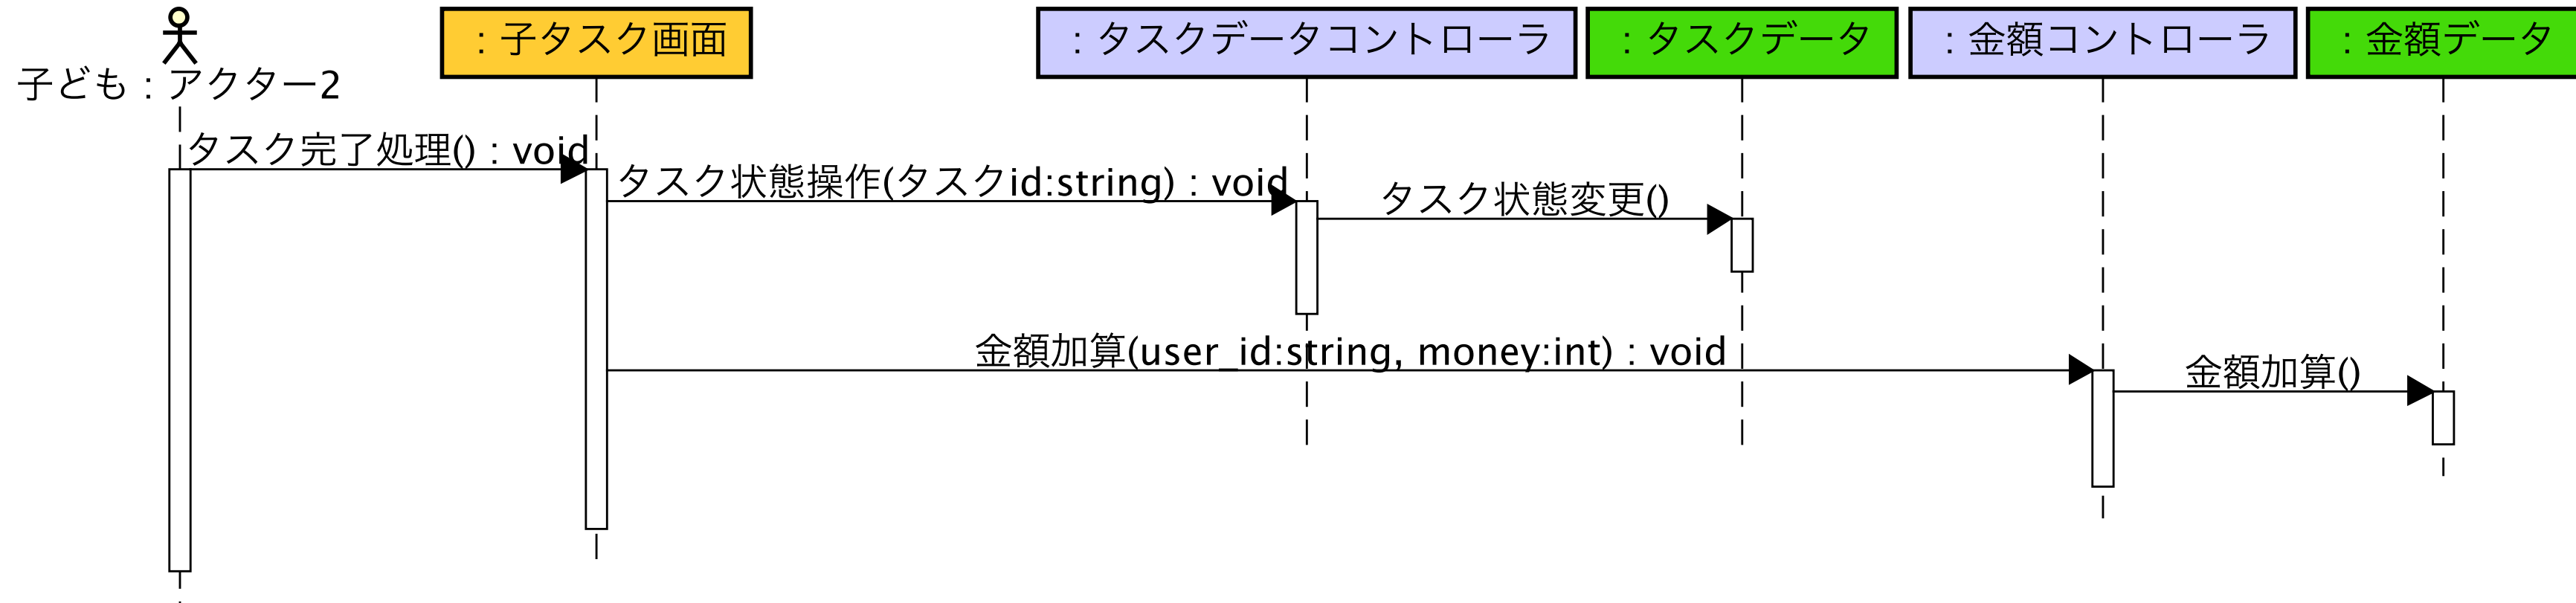 ：子タスク画面
：タスクデータコントローラ
：タスクデータ
：金額コントローラ
：金額データ
子ども：アクター2
タスク完了処理() : void
タスク状態操作(タスクid:string) : void
タスク状態変更()
金額加算(user_id:string, money:int) : void
金額加算()